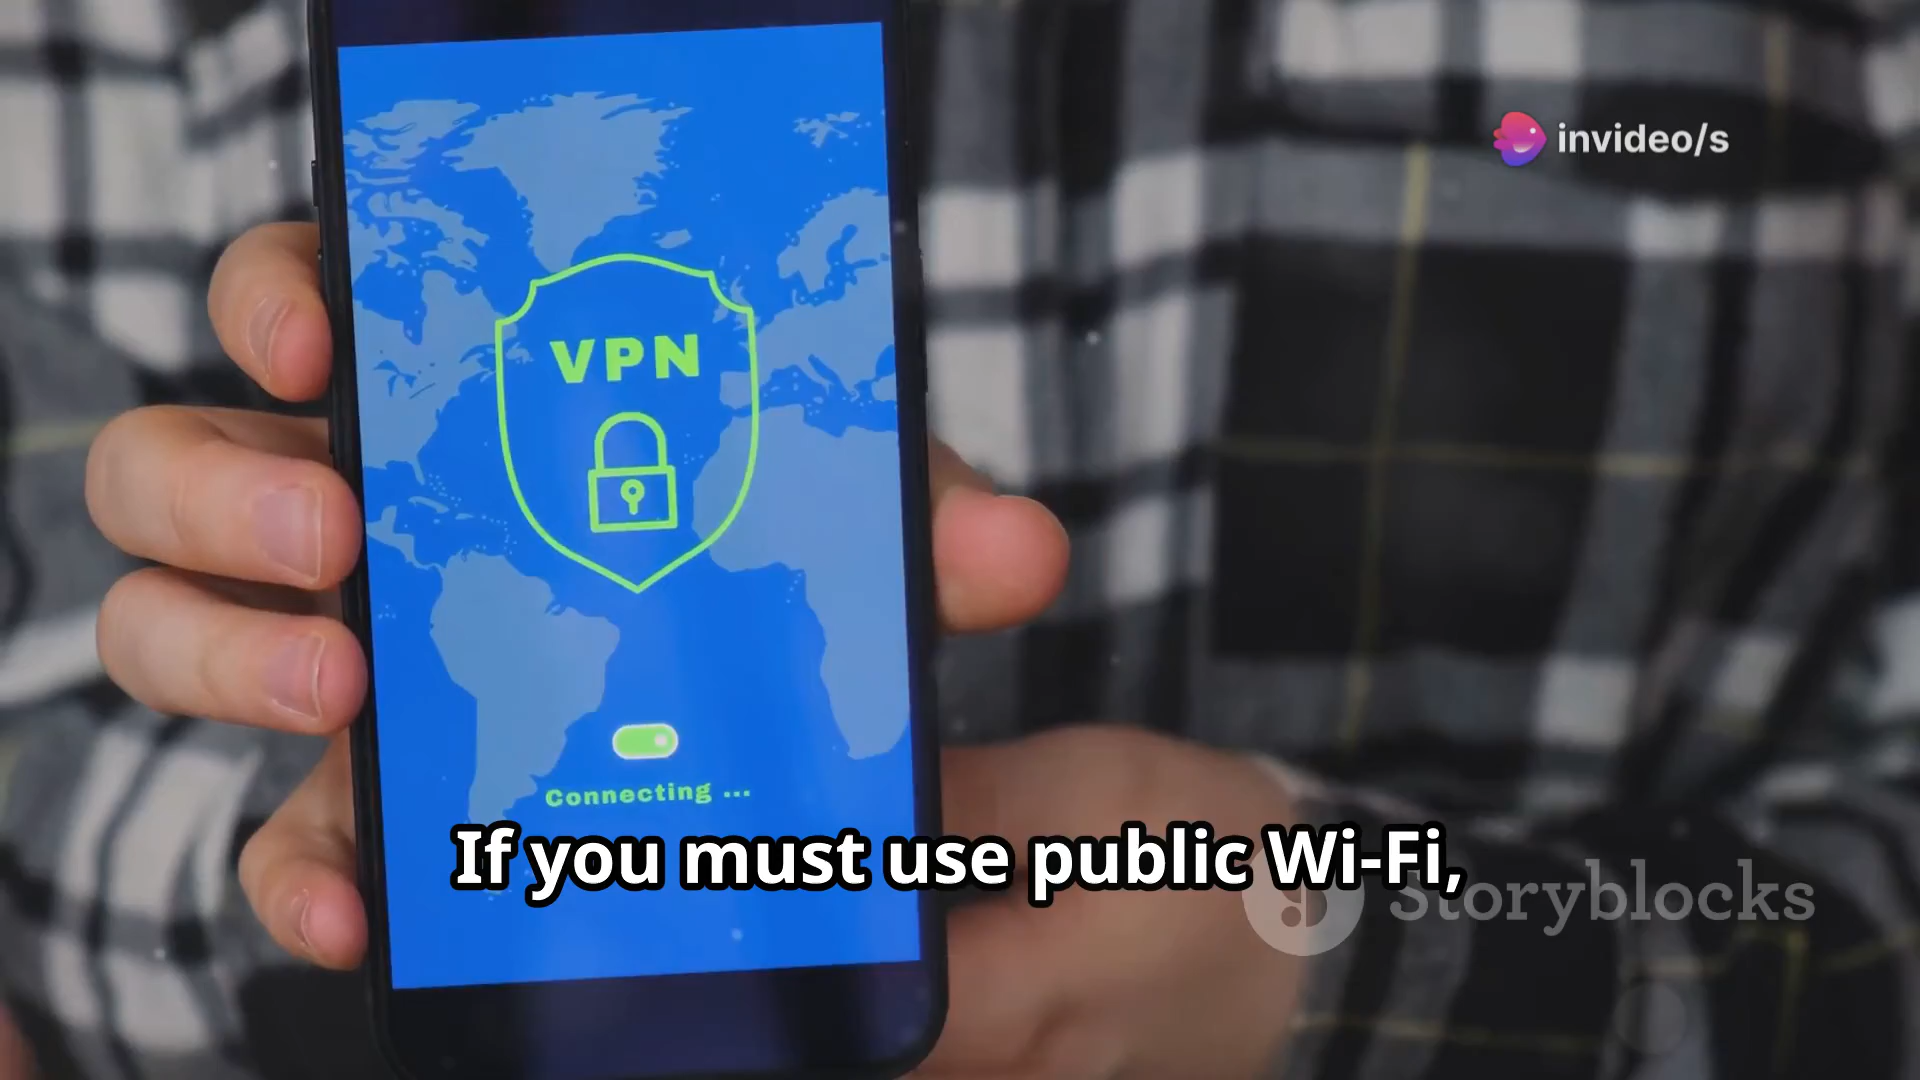 invideo/s
VPN
Connecting ...
If you must use public Wi-Fi,
Storyblocks